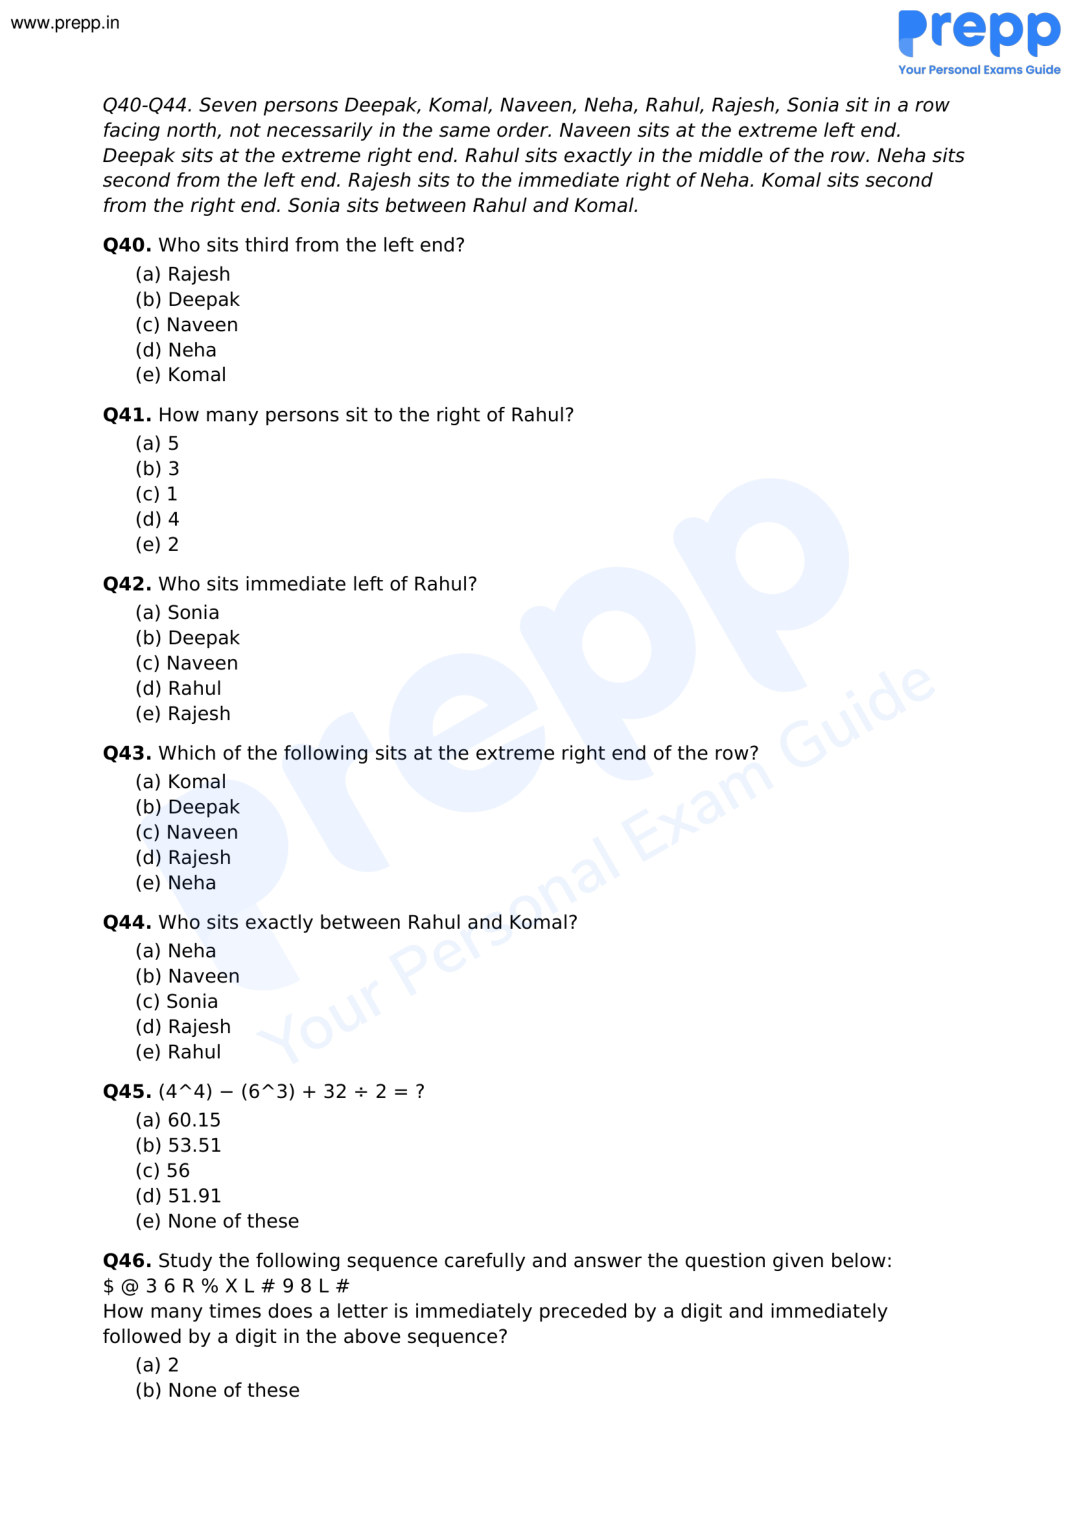 www.prepp.in
Prepp
Your Personal Exams Guide
Q40-Q44. Seven persons Deepak, Komal, Naveen, Neha, Rahul, Rajesh, Sonia sit in a row
facing north, not necessarily in the same order. Naveen sits at the extreme left end.
Deepak sits at the extreme right end. Rahul sits exactly in the middle of the row. Neha sits
second from the left end. Rajesh sits to the immediate right of Neha. Komal sits second
from the right end. Sonia sits between Rahul and Komal.
Q40. Who sits third from the left end?
(a) Rajesh
(b) Deepak
(c) Naveen
(d) Neha
(e) Komal
Q41. How many persons sit to the right of Rahul?
(a) 5
(b) 3
(c) 1
(d) 4
(e) 2
Q42. Who sits immediate left of Rahul?
(a) Sonia
(b) Deepak
(c) Naveen
(d) Rahul
(e) Rajesh
Q43. Which of the following sits at the extreme right end of the row?
(a) Komal
(b) Deepak
(c) Naveen
(d) Rajesh
(e) Neha
Q44. Who sits exactly between Rahul and Komal?
(a) Neha
(b) Naveen
(c) Sonia
(d) Rajesh
(e) Rahul
Q45. (4^4) − (6^3) + 32 ÷ 2 = ?
(a) 60.15
(b) 53.51
(c) 56
(d) 51.91
(e) None of these
Q46. Study the following sequence carefully and answer the question given below:
$ @ 3 6 R % X L # 9 8 L #
How many times does a letter is immediately preceded by a digit and immediately
followed by a digit in the above sequence?
(a) 2
(b) None of these
Prepp
Your Personal Exam Guide